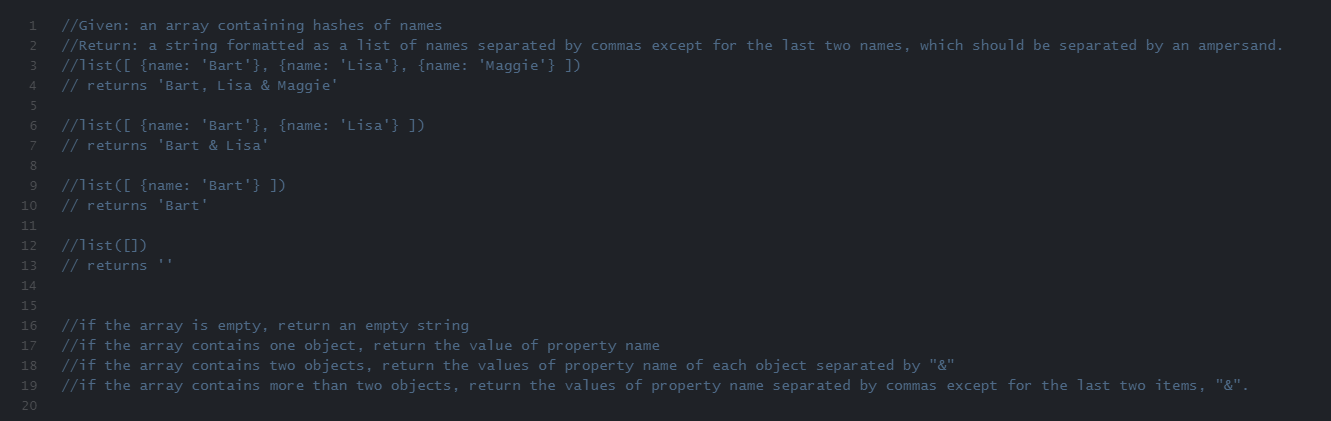 1 //Given: an array containing hashes of names
2 //Return: a string formatted as a list of names separated by commas except for the last two names, which should be separated by an ampersand.
3 //list([ {name: 'Bart'}, {name: 'Lisa'}, {name: 'Maggie'} ])
4 // returns 'Bart, Lisa & Maggie'
5
6 //list([ {name: 'Bart'}, {name: 'Lisa'} ])
7 // returns 'Bart & Lisa'
8
9 //list([ {name: 'Bart'} ])
10 // returns 'Bart'
11
12 //list([])
13 // returns ''
14
15
16 //if the array is empty, return an empty string
17 //if the array contains one object, return the value of property name
18 //if the array contains two objects, return the values of property name of each object separated by "&"
19 //if the array contains more than two objects, return the values of property name separated by commas except for the last two items, "&".
20